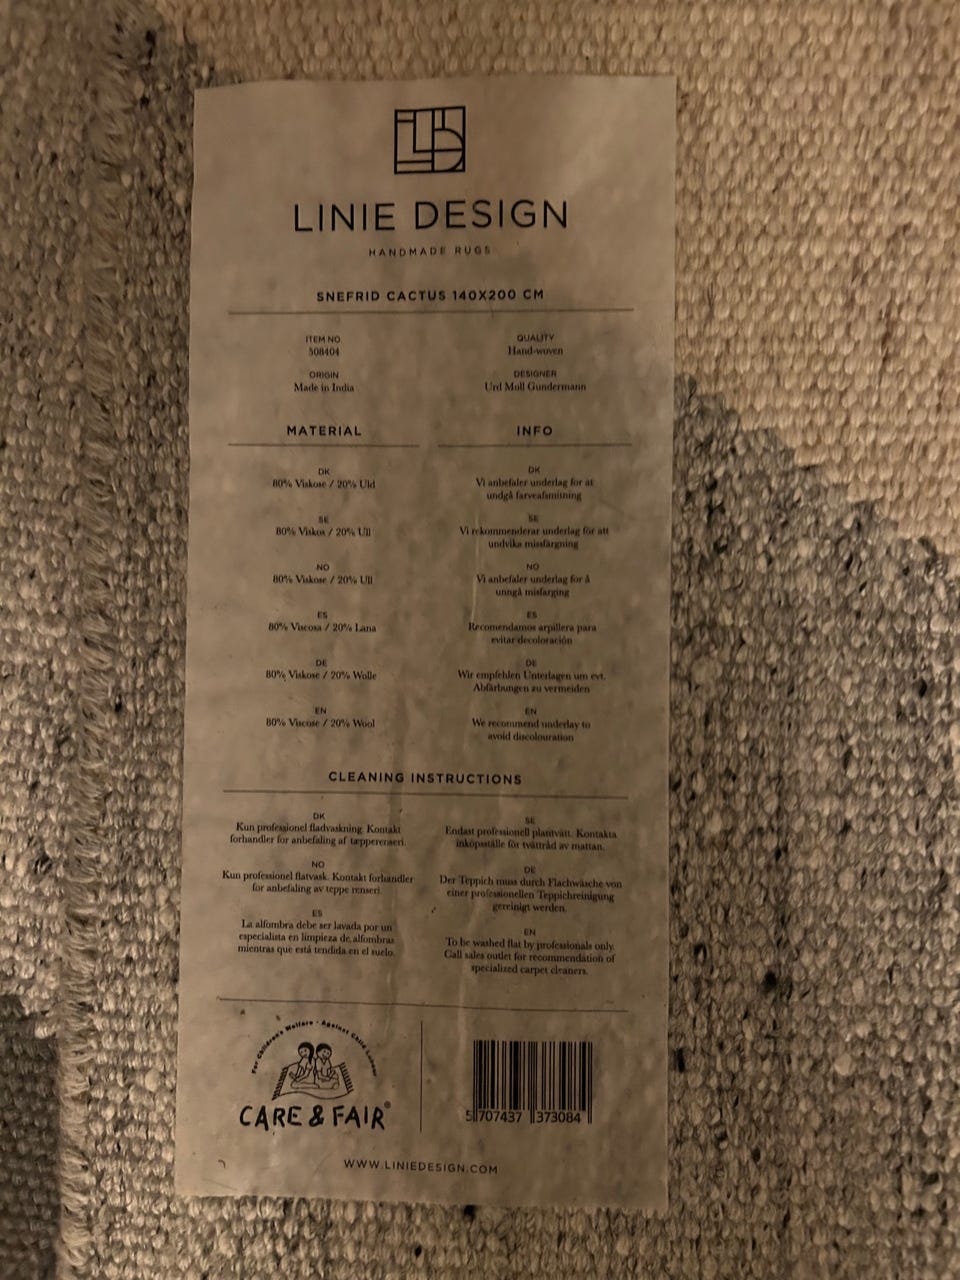 LINIE DESIGN
HANDMADE RUGS
SNEFRID CACTUS 140X200 CM
ITEM NO
508404
QUALITY
Hand-woven
ORIGIN
Made in India
DESIGNER
Urd Moll Gundermann
MATERIAL
DK
80% Viskose / 20% Uld
SE
80% Viskos / 20% Ull
NO
80% Viskose / 20% Ull
ES
80% Viscosa / 20% Lana
DE
80% Viskose / 20% Wolle
EN
80% Viscose / 20% Wool
INFO
DK
Vi anbefaler underlag for at
undgå farveafsmitning
SE
Vi rekommenderar underlag för att
undvika missfärgning
NO
Vi anbefaler underlag for å
unngå misfarging
ES
Recomendamos arpillera para
evitar decoloración
DE
Wir empfehlen Unterlagen um evt.
Abfärbungen zu vermeiden
EN
We recommend underlay to
avoid discolouration
CLEANING INSTRUCTIONS
DK
Kun professionel fladvaskning. Kontakt
forhandler for anbefaling af tæpperenseri.
NO
Kun professionel flatvask. Kontakt forhandler
for anbefaling av teppe renseri.
ES
La alfombra debe ser lavada por un
especialista en limpieza de alfombras
mientras que está tendida en el suelo.
SE
Endast professionell plantvätt. Kontakta
inköpsställe för tvättråd av mattan.
DE
Der Teppich muss durch Flachwäsche von
einer professionellen Teppichreinigung
gereinigt werden.
EN
To be washed flat by professionals only.
Call sales outlet for recommendation of
specialized carpet cleaners.
For Children's Welfare · Against Child Labour
CARE & FAIR®
5 707437 373084
WWW.LINIEDESIGN.COM